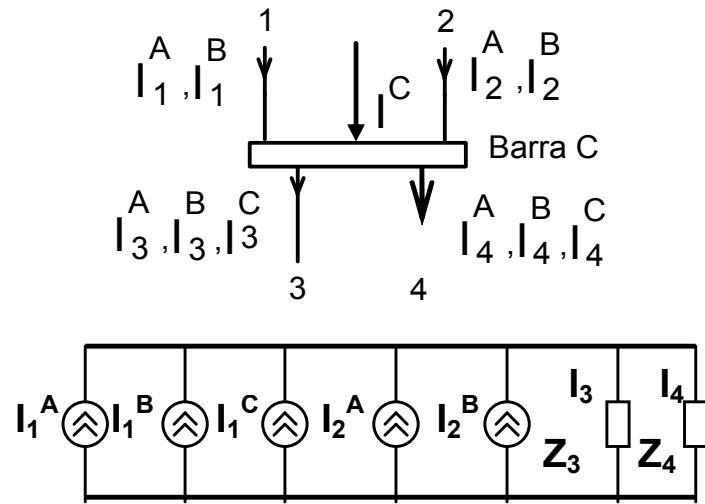 1 2
I₁ᴬ, I₁ᴮ Iᶜ I₂ᴬ, I₂ᴮ
Barra C
I₃ᴬ, I₃ᴮ, I₃ᶜ I₄ᴬ, I₄ᴮ, I₄ᶜ
3 4
I₁ᴬ I₁ᴮ I₁ᶜ I₂ᴬ I₂ᴮ I₃ I₄
Z₃ Z₄